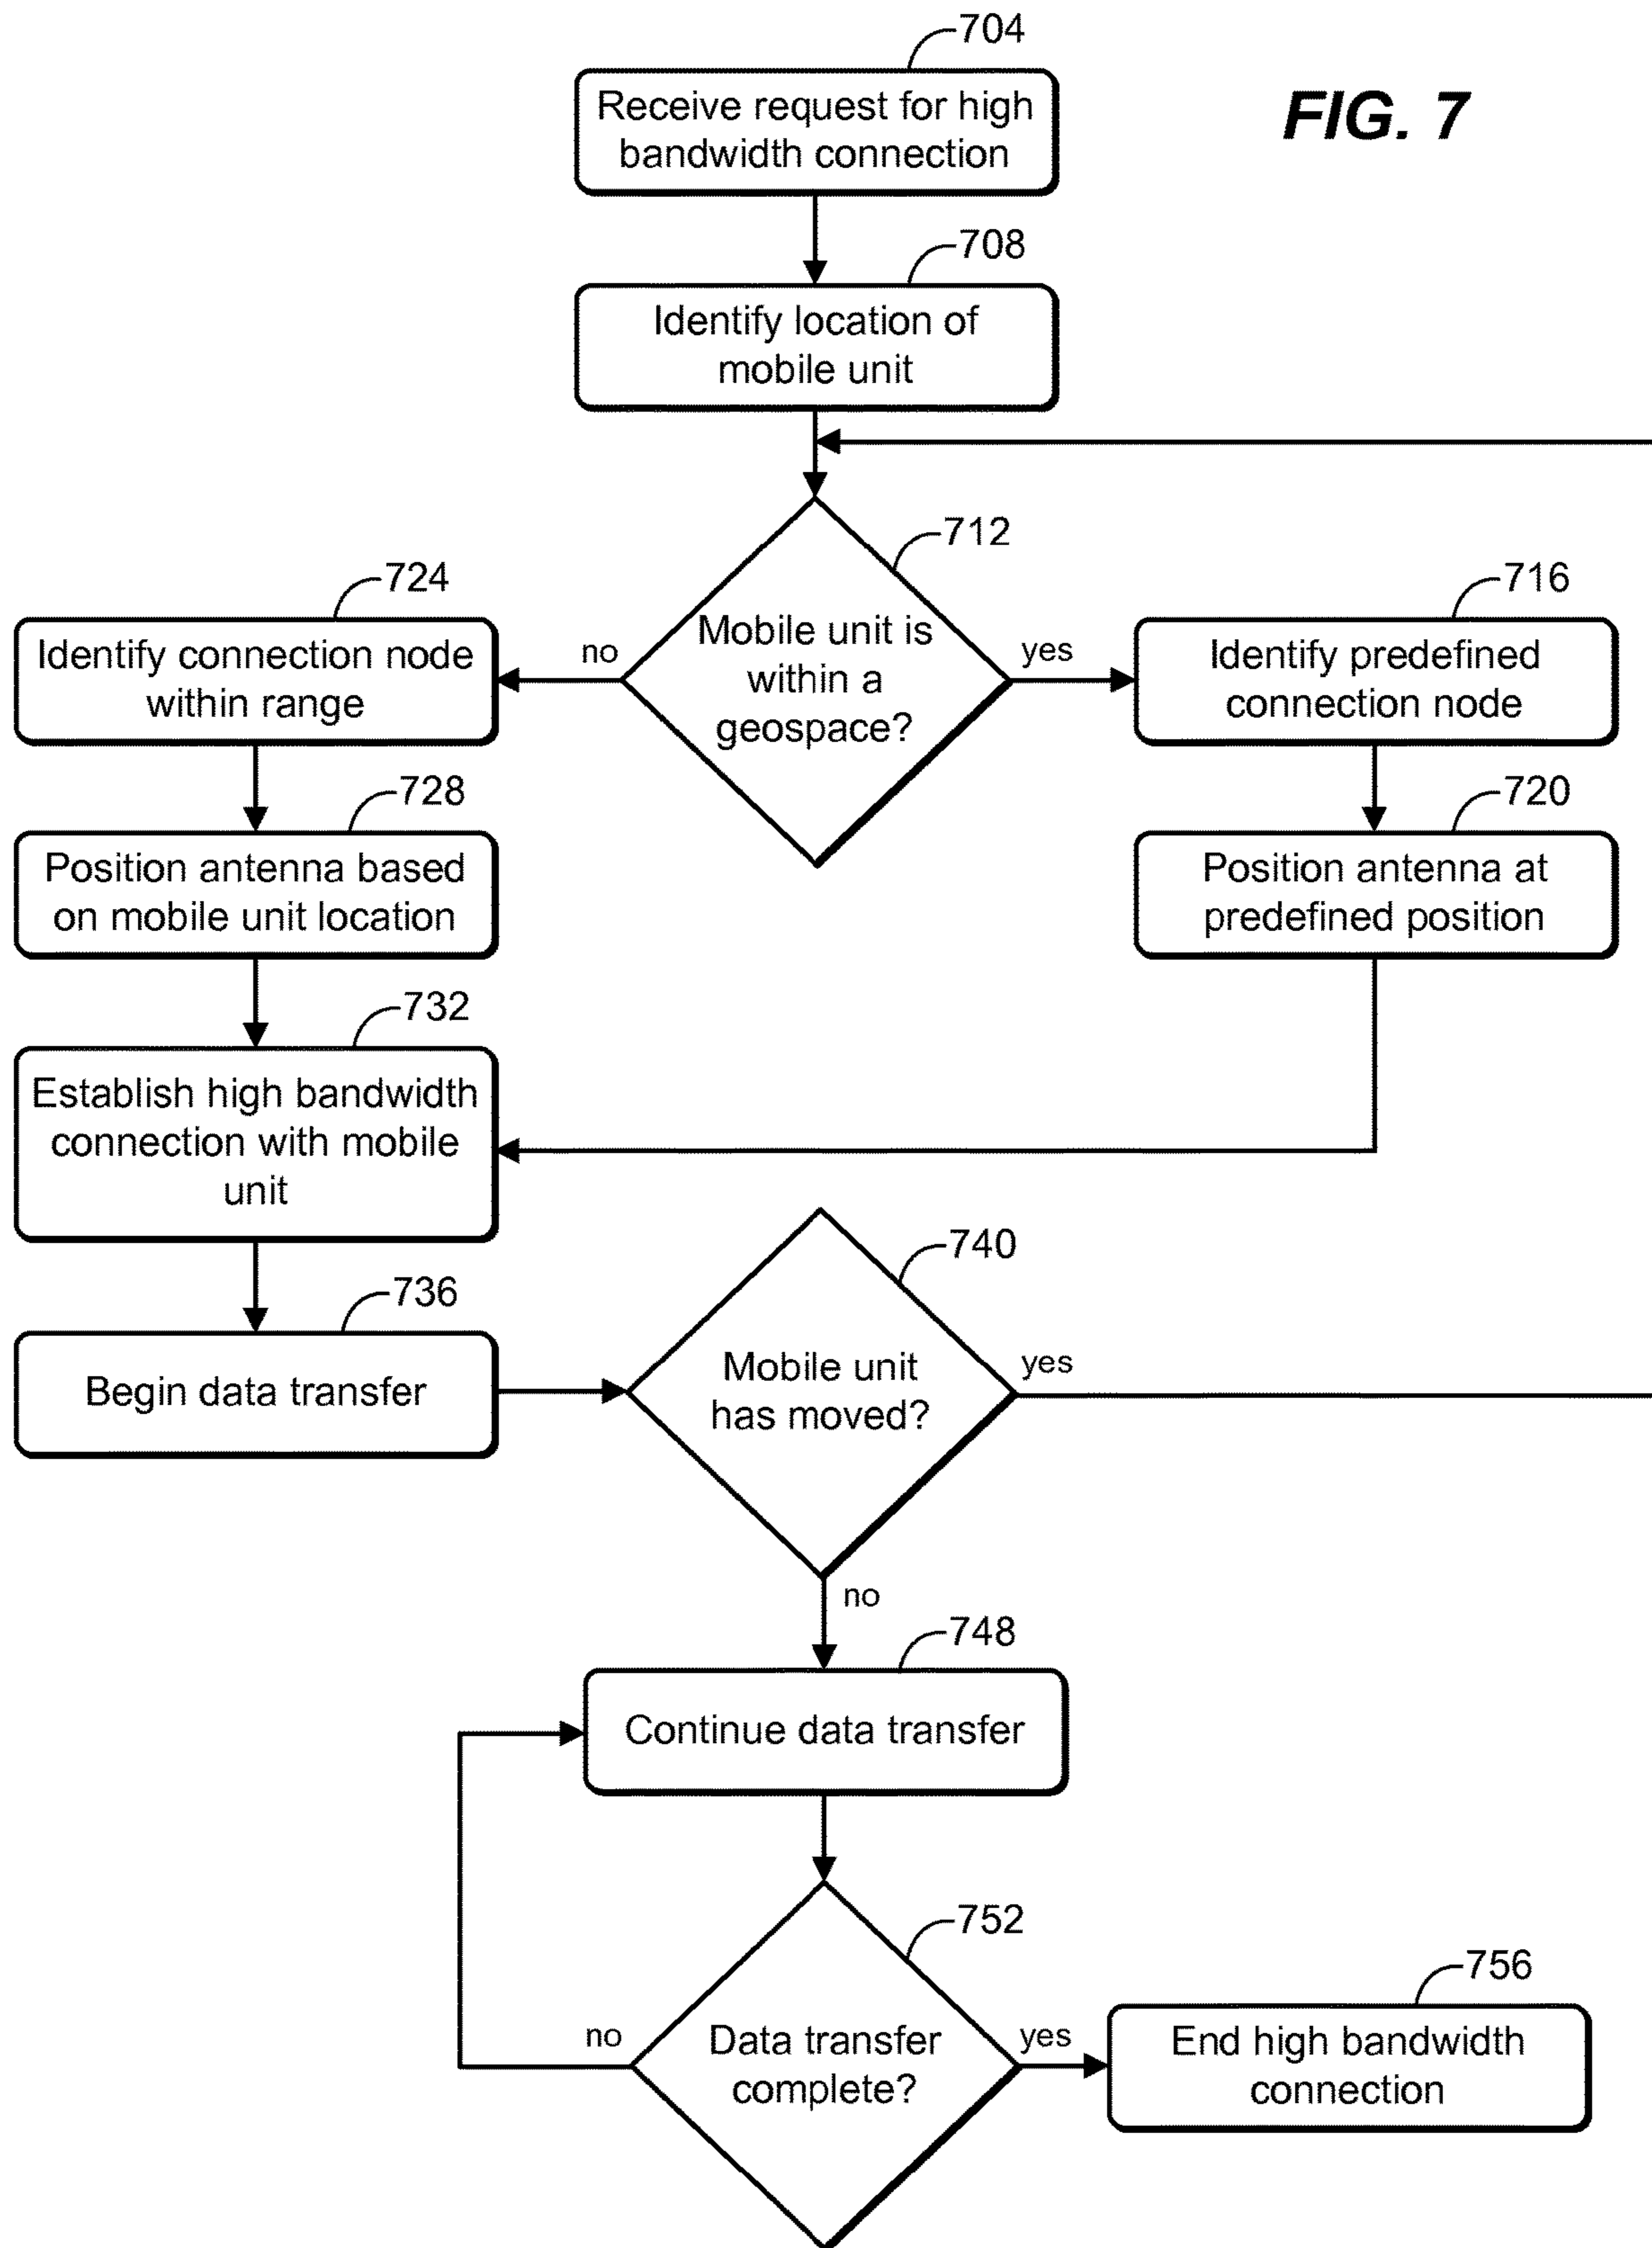 704
FIG. 7
Receive request for high
bandwidth connection
708
Identify location of
mobile unit
712
Mobile unit is
within a
geospace?
no
yes
724
Identify connection node
within range
716
Identify predefined
connection node
728
Position antenna based
on mobile unit location
720
Position antenna at
predefined position
732
Establish high bandwidth
connection with mobile
unit
736
Begin data transfer
740
Mobile unit
has moved?
yes
no
748
Continue data transfer
752
Data transfer
complete?
no
yes
756
End high bandwidth
connection